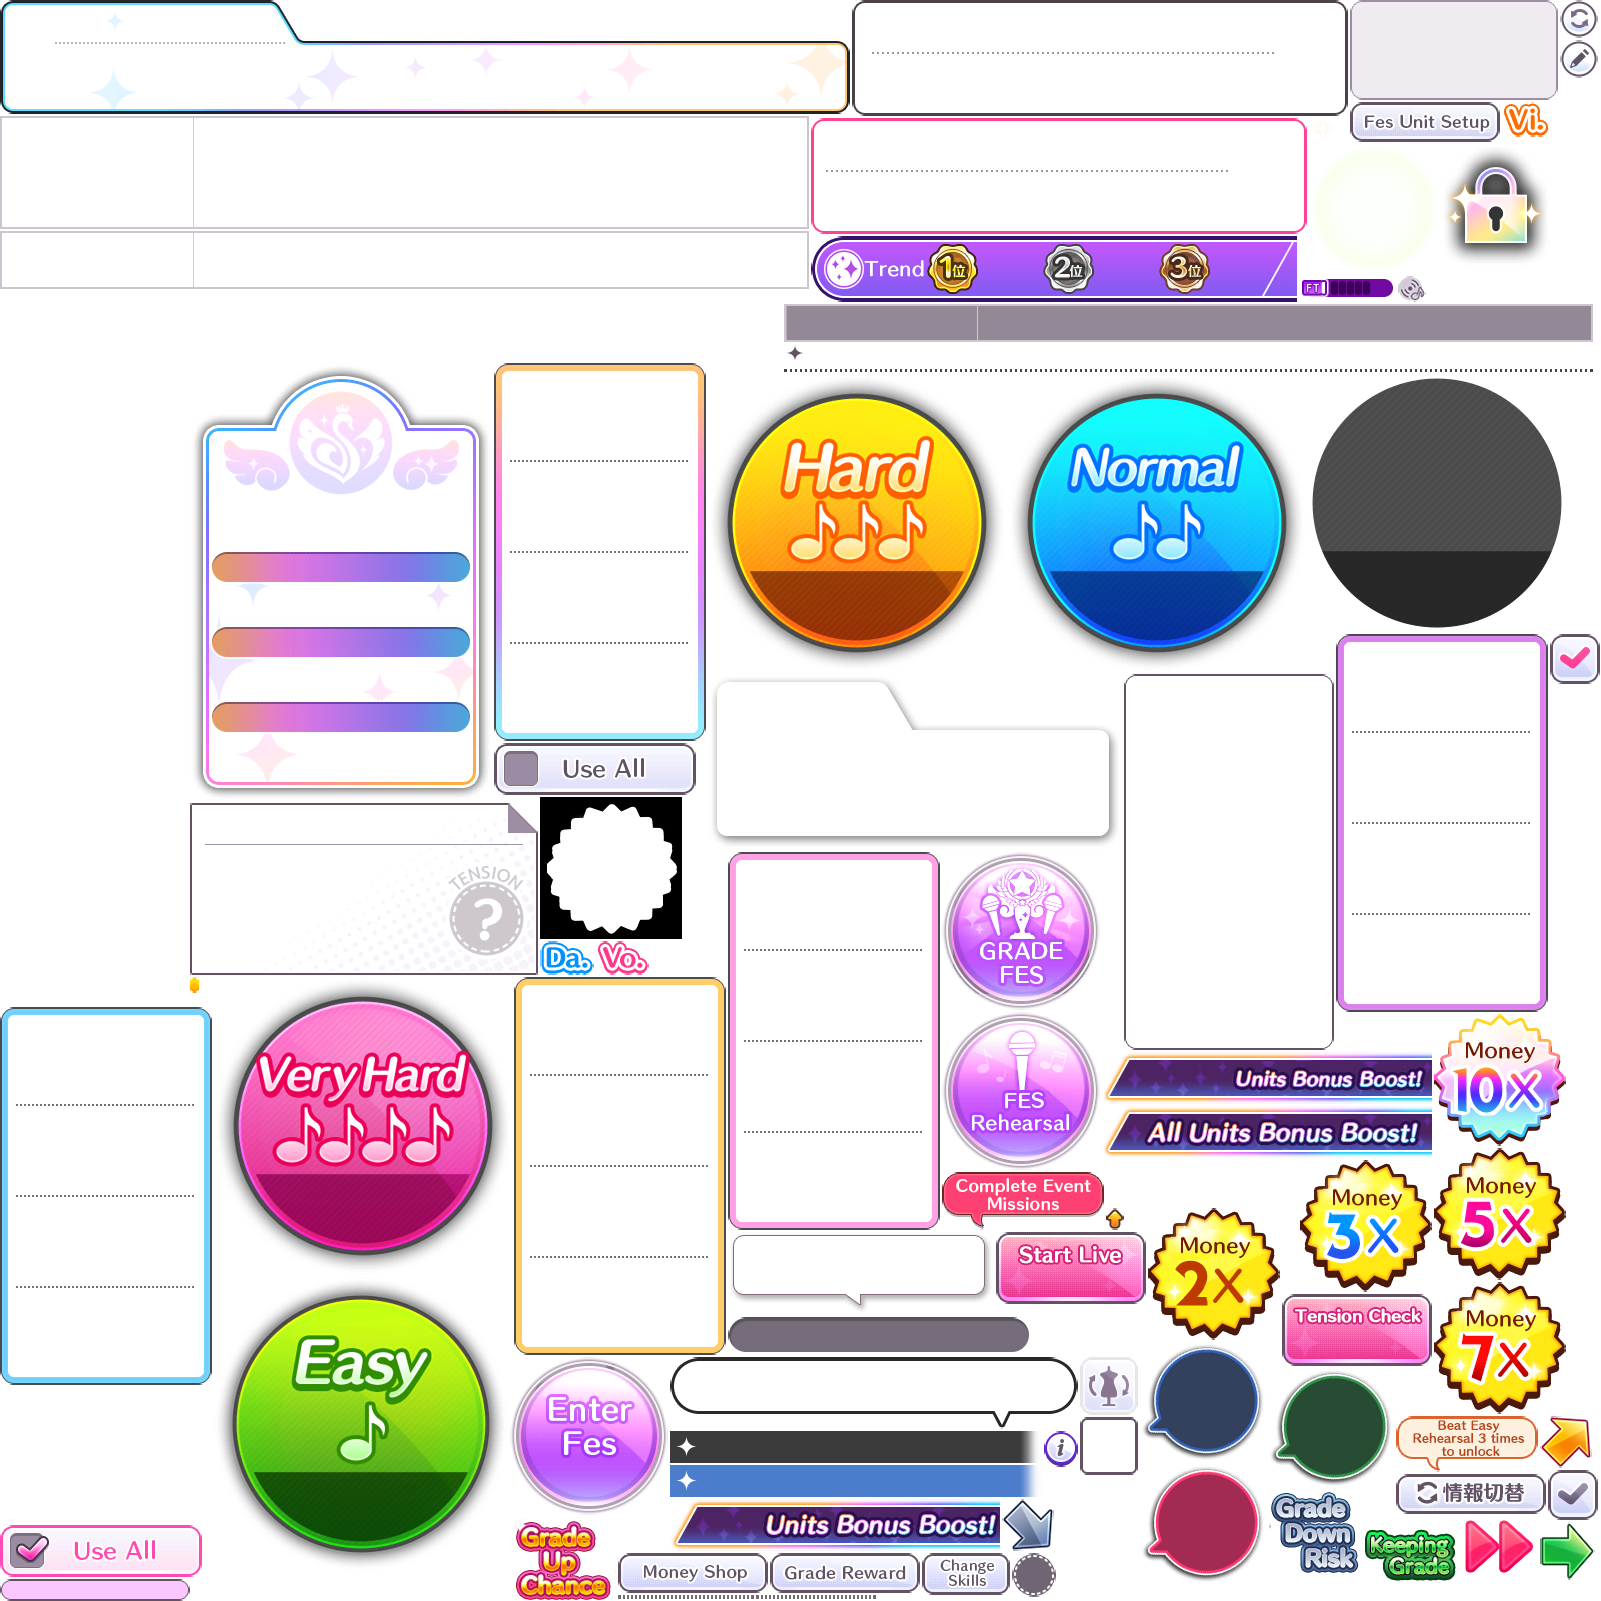 Fes Unit Setup
Vi.
Trend
1位
2位
3位
FT
Hard
Normal
Use All
TENSION
?
Da.
Vo.
GRADE
FES
Very Hard
FES
Rehearsal
Units Bonus Boost!
All Units Bonus Boost!
Money
10X
Complete Event
Missions
Start Live
Money
2X
Money
3X
Money
5X
Tension Check
Money
7X
Easy
Enter
Fes
i
Beat Easy
Rehearsal 3 times
to unlock
情報切替
Units Bonus Boost!
Grade
Up
Chance
Grade
Down
Risk
Keeping
Grade
Use All
Money Shop
Grade Reward
Change
Skills